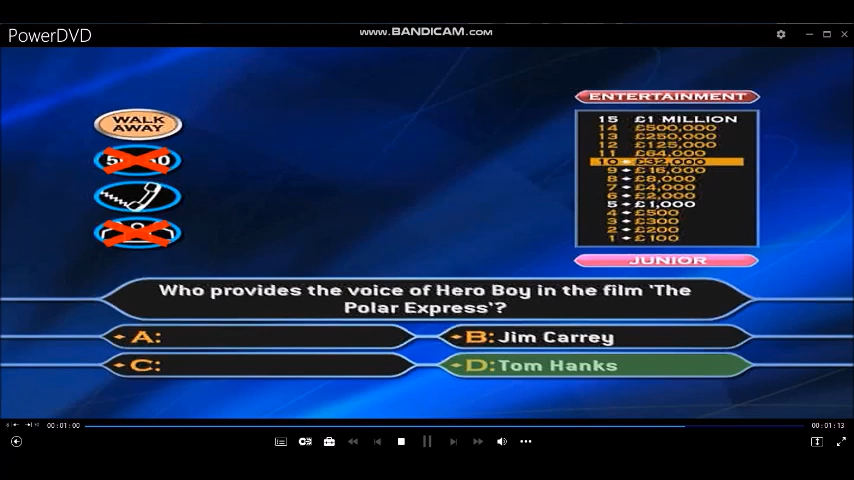 PowerDVD
www.BANDICAM.com
WALK
AWAY
ENTERTAINMENT
15 £1 MILLION
14 £500,000
13 £250,000
12 £125,000
11 £64,000
10 £32,000
9 £16,000
8 £8,000
7 £4,000
6 £2,000
5 £1,000
4 £500
3 £300
2 £200
1 £100
JUNIOR
Who provides the voice of Hero Boy in the film 'The
Polar Express'?
A:
B: Jim Carrey
C:
D: Tom Hanks
00:01:00
00:01:13